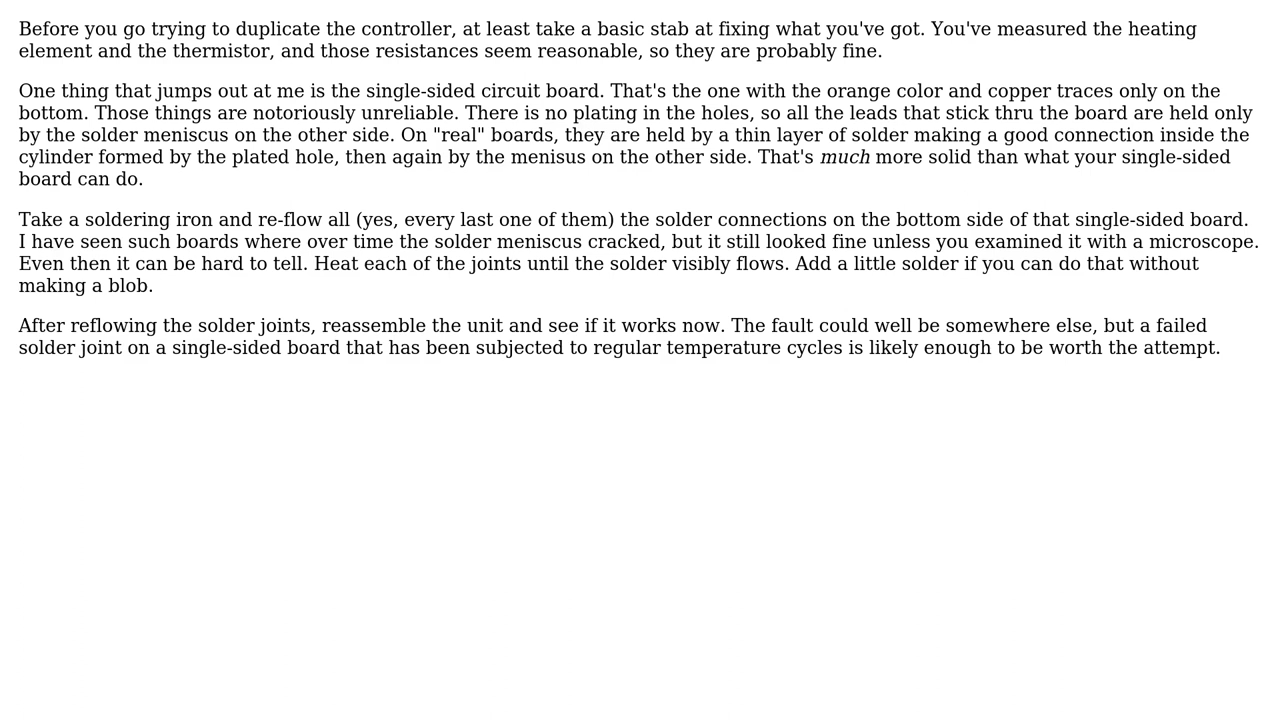 Before you go trying to duplicate the controller, at least take a basic stab at fixing what you've got. You've measured the heating
element and the thermistor, and those resistances seem reasonable, so they are probably fine.
One thing that jumps out at me is the single-sided circuit board. That's the one with the orange color and copper traces only on the
bottom. Those things are notoriously unreliable. There is no plating in the holes, so all the leads that stick thru the board are held only
by the solder meniscus on the other side. On "real" boards, they are held by a thin layer of solder making a good connection inside the
cylinder formed by the plated hole, then again by the menisus on the other side. That's much more solid than what your single-sided
board can do.
Take a soldering iron and re-flow all (yes, every last one of them) the solder connections on the bottom side of that single-sided board.
I have seen such boards where over time the solder meniscus cracked, but it still looked fine unless you examined it with a microscope.
Even then it can be hard to tell. Heat each of the joints until the solder visibly flows. Add a little solder if you can do that without
making a blob.
After reflowing the solder joints, reassemble the unit and see if it works now. The fault could well be somewhere else, but a failed
solder joint on a single-sided board that has been subjected to regular temperature cycles is likely enough to be worth the attempt.